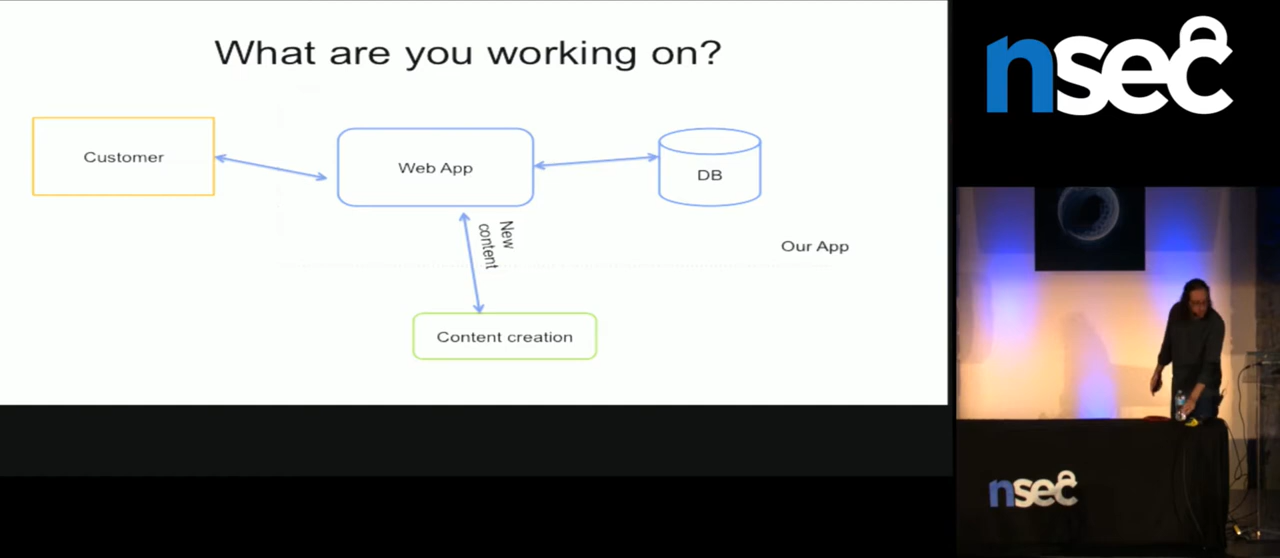 What are you working on?
Customer
Web App
DB
New
content
Our App
Content creation
nsec
nsec